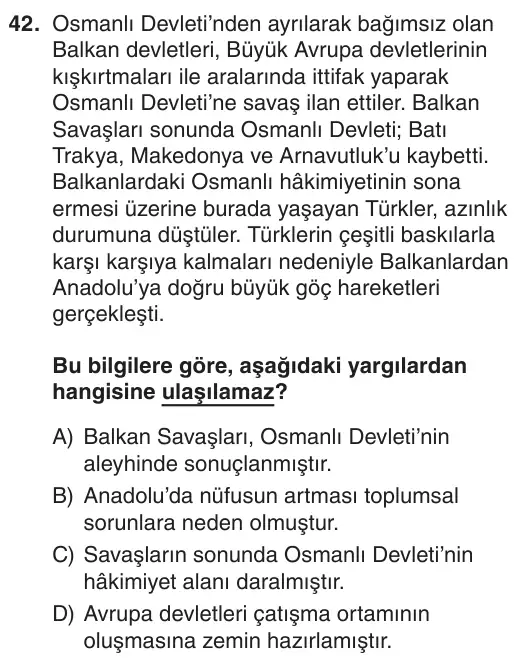 42. Osmanlı Devleti’nden ayrılarak bağımsız olan
Balkan devletleri, Büyük Avrupa devletlerinin
kışkırtmaları ile aralarında ittifak yaparak
Osmanlı Devleti’ne savaş ilan ettiler. Balkan
Savaşları sonunda Osmanlı Devleti; Batı
Trakya, Makedonya ve Arnavutluk’u kaybetti.
Balkanlardaki Osmanlı hâkimiyetinin sona
ermesi üzerine burada yaşayan Türkler, azınlık
durumuna düştüler. Türklerin çeşitli baskılarla
karşı karşıya kalmaları nedeniyle Balkanlardan
Anadolu’ya doğru büyük göç hareketleri
gerçekleşti.
Bu bilgilere göre, aşağıdaki yargılardan
hangisine ulaşılamaz?
A) Balkan Savaşları, Osmanlı Devleti’nin
aleyhinde sonuçlanmıştır.
B) Anadolu’da nüfusun artması toplumsal
sorunlara neden olmuştur.
C) Savaşların sonunda Osmanlı Devleti’nin
hâkimiyet alanı daralmıştır.
D) Avrupa devletleri çatışma ortamının
oluşmasına zemin hazırlamıştır.